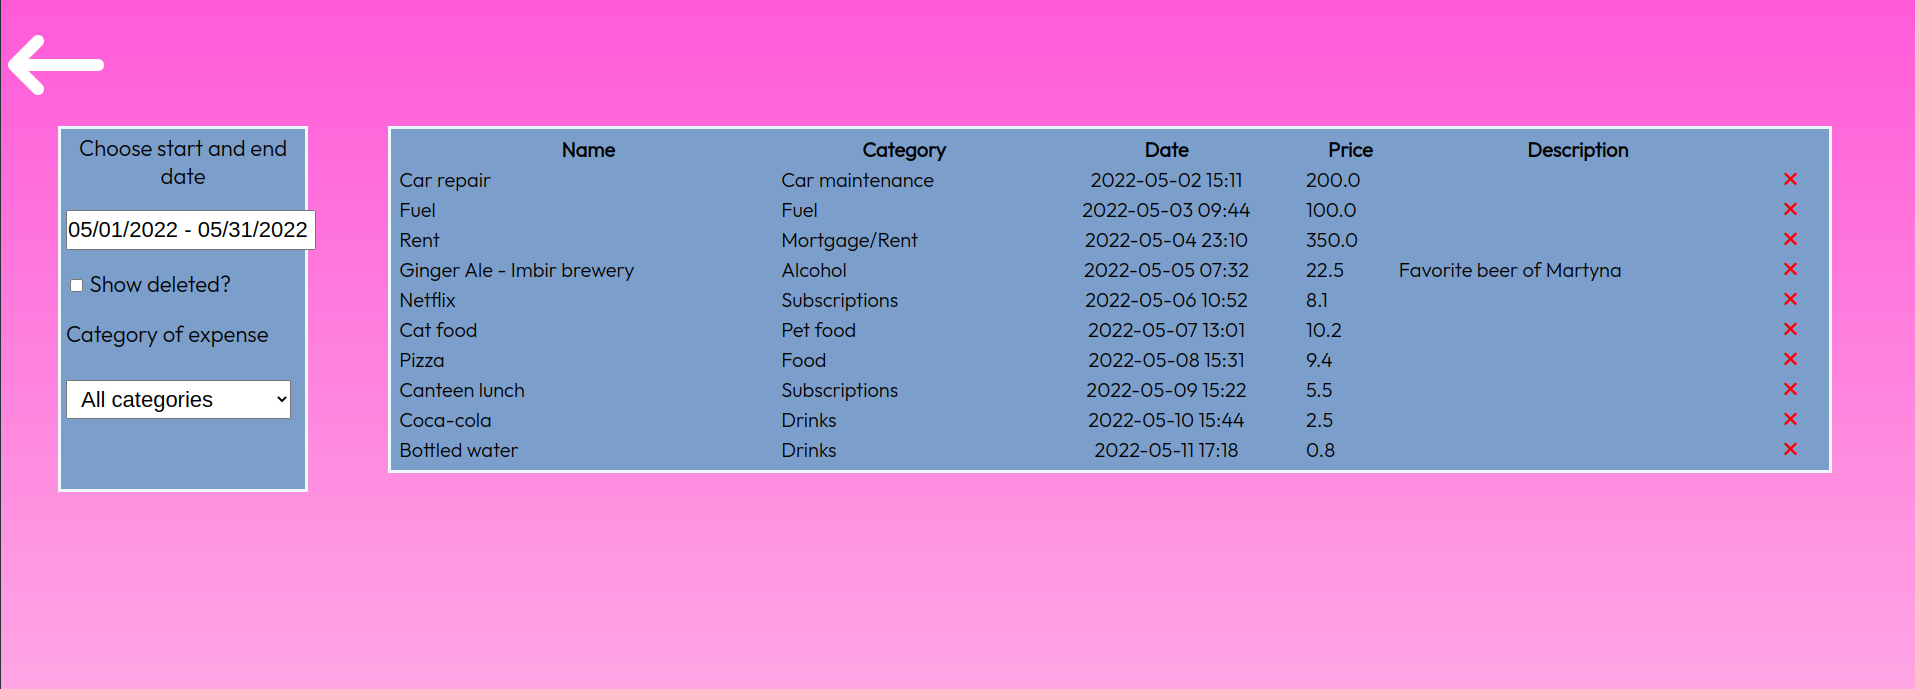 Choose start and end
date
05/01/2022 - 05/31/2022
Show deleted?
Category of expense
All categories
Name Category Date Price Description
Car repair Car maintenance 2022-05-02 15:11 200.0
Fuel Fuel 2022-05-03 09:44 100.0
Rent Mortgage/Rent 2022-05-04 23:10 350.0
Ginger Ale - Imbir brewery Alcohol 2022-05-05 07:32 22.5 Favorite beer of Martyna
Netflix Subscriptions 2022-05-06 10:52 8.1
Cat food Pet food 2022-05-07 13:01 10.2
Pizza Food 2022-05-08 15:31 9.4
Canteen lunch Subscriptions 2022-05-09 15:22 5.5
Coca-cola Drinks 2022-05-10 15:44 2.5
Bottled water Drinks 2022-05-11 17:18 0.8